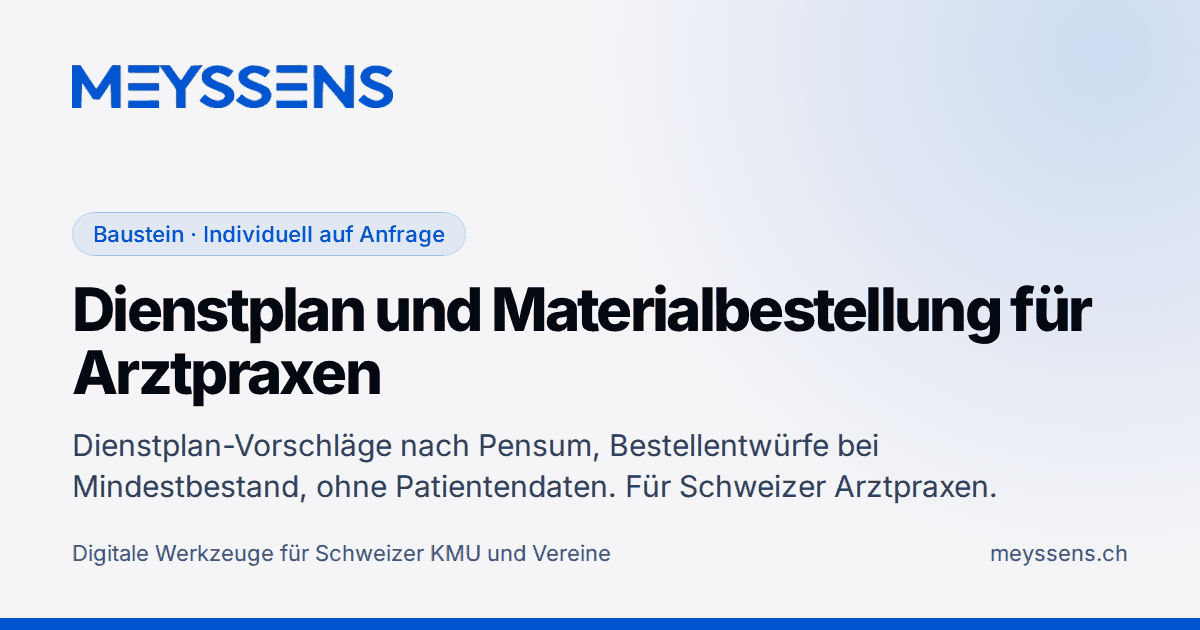 MEYSSENS
Baustein · Individuell auf Anfrage
Dienstplan und Materialbestellung für
Arztpraxen
Dienstplan-Vorschläge nach Pensum, Bestellentwürfe bei
Mindestbestand, ohne Patientendaten. Für Schweizer Arztpraxen.
Digitale Werkzeuge für Schweizer KMU und Vereine
meyssens.ch